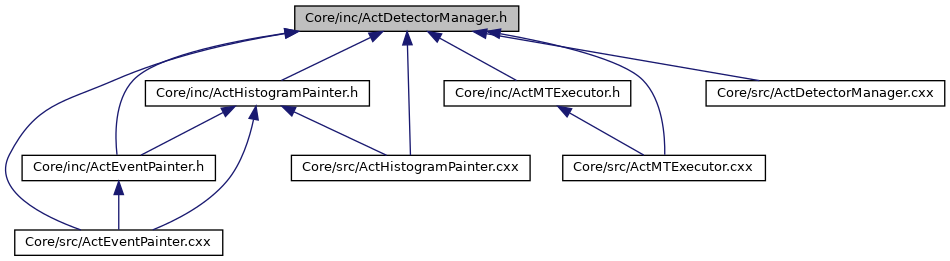 Core/inc/ActDetectorManager.h
Core/inc/ActHistogramPainter.h
Core/inc/ActMTExecutor.h
Core/src/ActDetectorManager.cxx
Core/inc/ActEventPainter.h
Core/src/ActHistogramPainter.cxx
Core/src/ActMTExecutor.cxx
Core/src/ActEventPainter.cxx